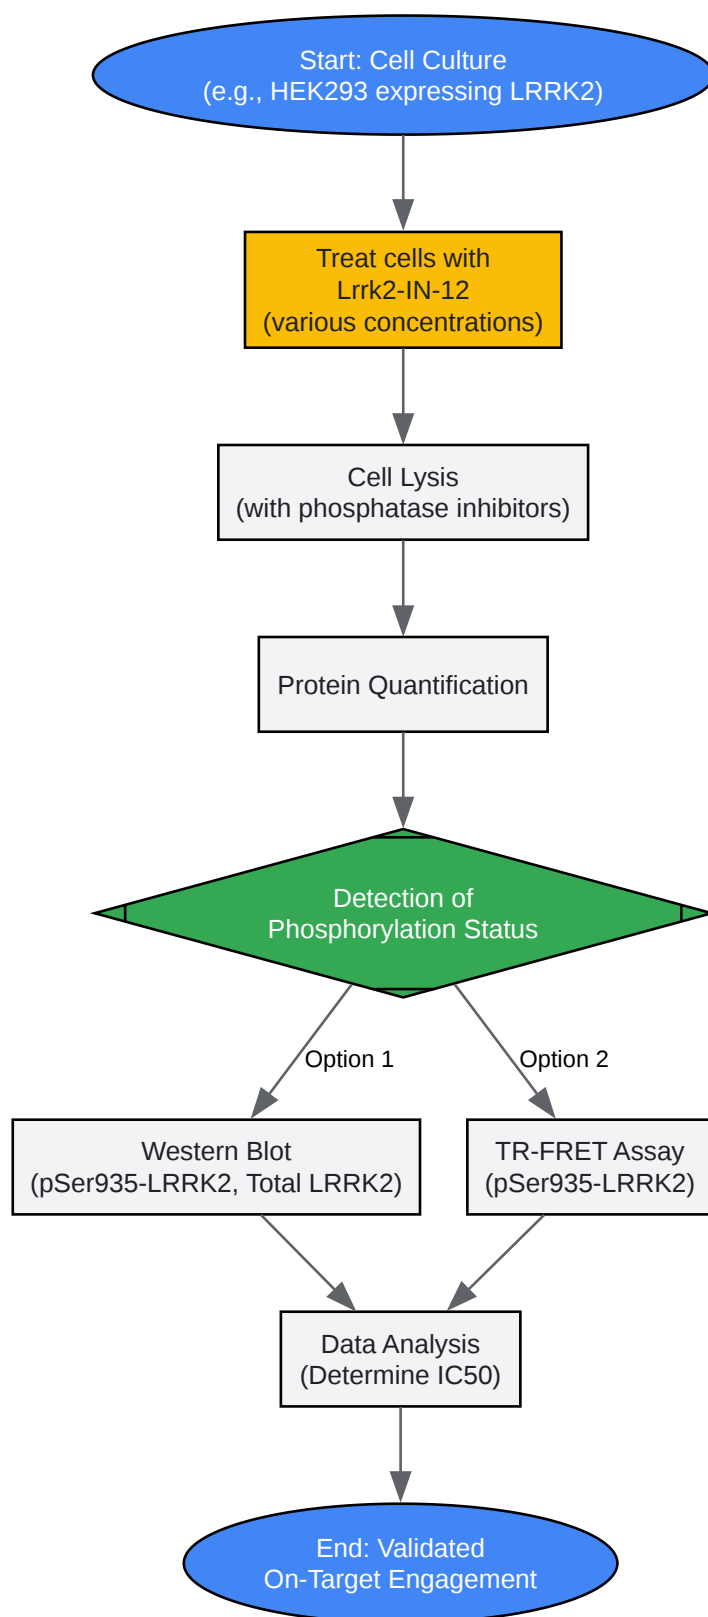 Start: Cell Culture
(e.g., HEK293 expressing LRRK2)
Treat cells with
Lrrk2-IN-12
(various concentrations)
Cell Lysis
(with phosphatase inhibitors)
Protein Quantification
Detection of
Phosphorylation Status
Option 1
Option 2
Western Blot
(pSer935-LRRK2, Total LRRK2)
TR-FRET Assay
(pSer935-LRRK2)
Data Analysis
(Determine IC50)
End: Validated
On-Target Engagement